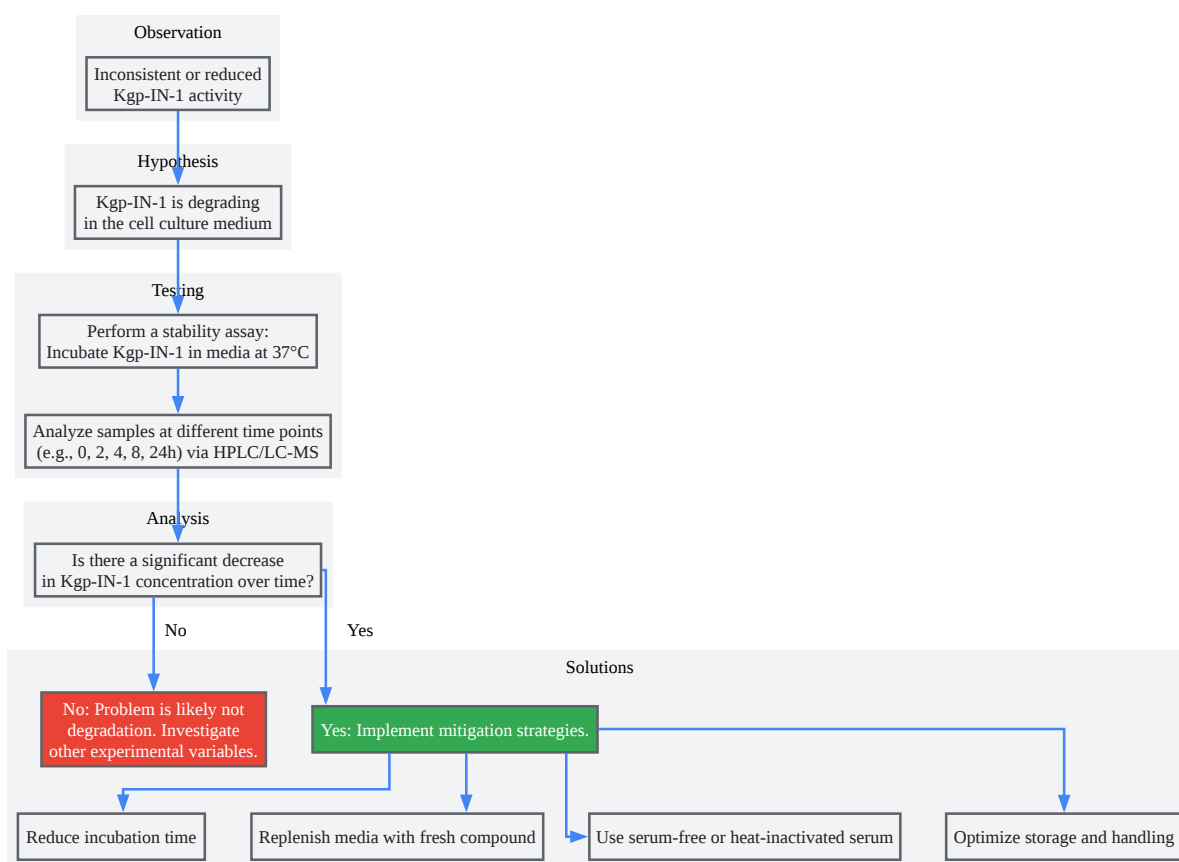 Observation
Inconsistent or reduced
Kgp-IN-1 activity
Hypothesis
Kgp-IN-1 is degrading
in the cell culture medium
Testing
Perform a stability assay:
Incubate Kgp-IN-1 in media at 37°C
Analyze samples at different time points
(e.g., 0, 2, 4, 8, 24h) via HPLC/LC-MS
Analysis
Is there a significant decrease
in Kgp-IN-1 concentration over time?
No
Yes
Solutions
No: Problem is likely not
degradation. Investigate
other experimental variables.
Yes: Implement mitigation strategies.
Reduce incubation time
Replenish media with fresh compound
Use serum-free or heat-inactivated serum
Optimize storage and handling